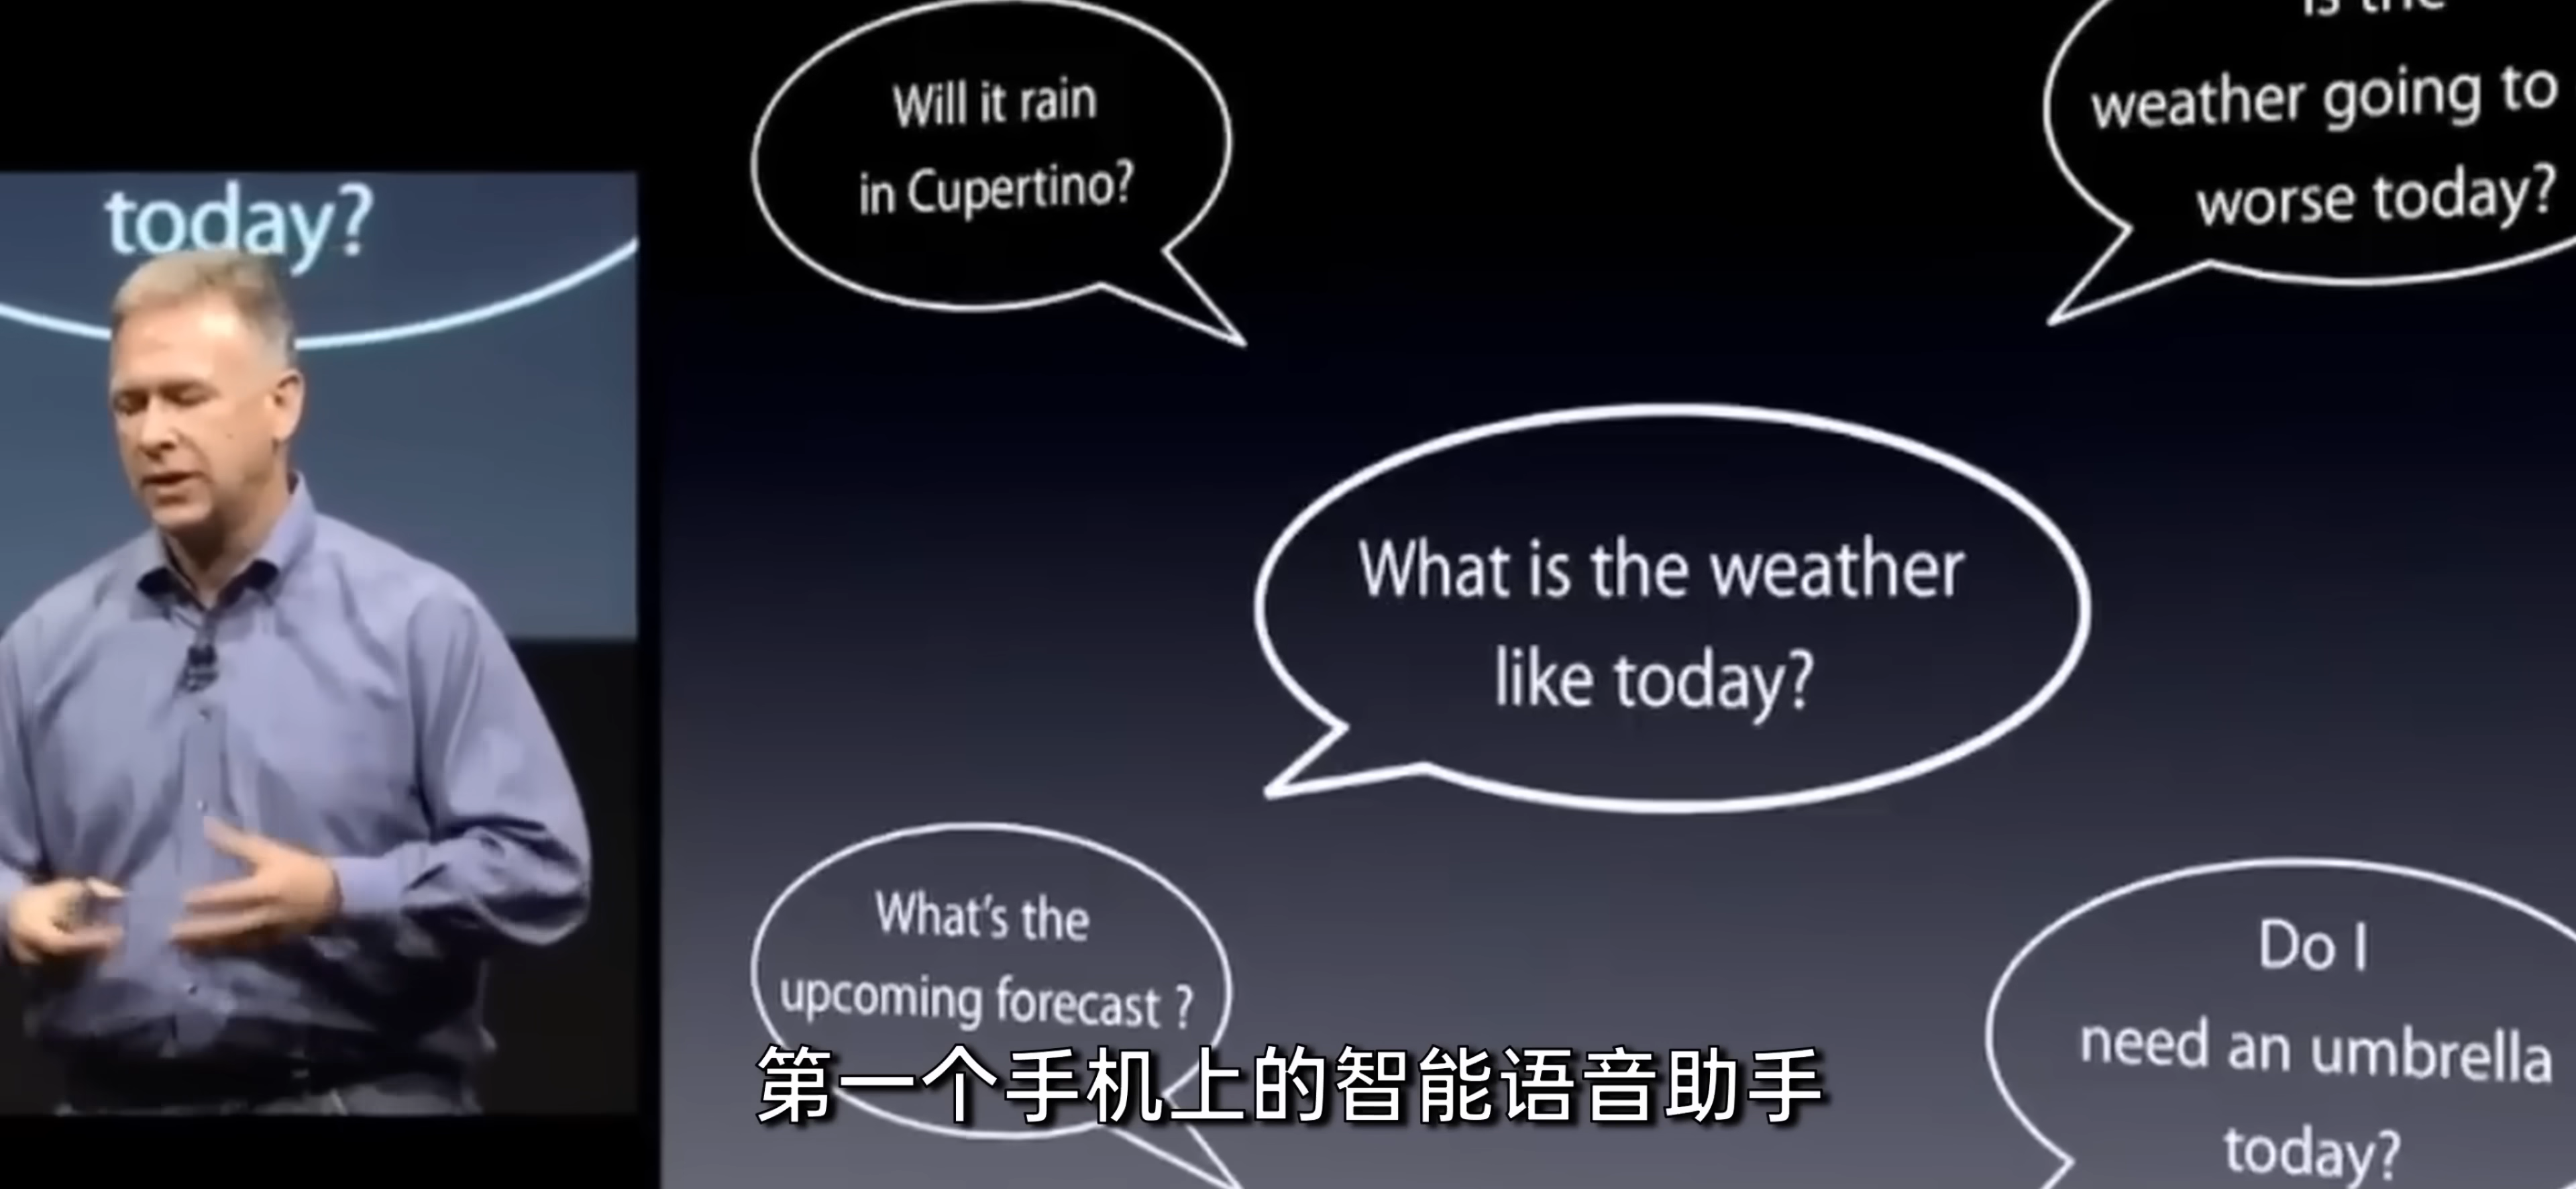 today?
Will it rain
in Cupertino?
is the
weather going to
worse today?
What is the weather
like today?
What's the
upcoming forecast ?
Do I
need an umbrella
today?
第一个手机上的智能语音助手